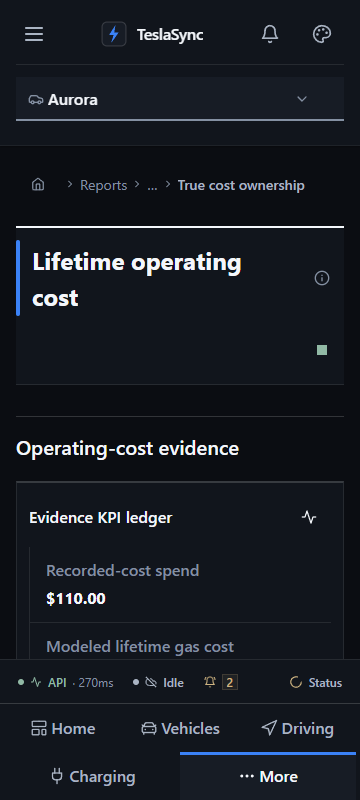 TeslaSync
Aurora
Reports ... True cost ownership
Lifetime operating
cost
Operating-cost evidence
Evidence KPI ledger
Recorded-cost spend
$110.00
Modeled lifetime gas cost
API · 270ms Idle 2 Status
Home Vehicles Driving
Charging ··· More